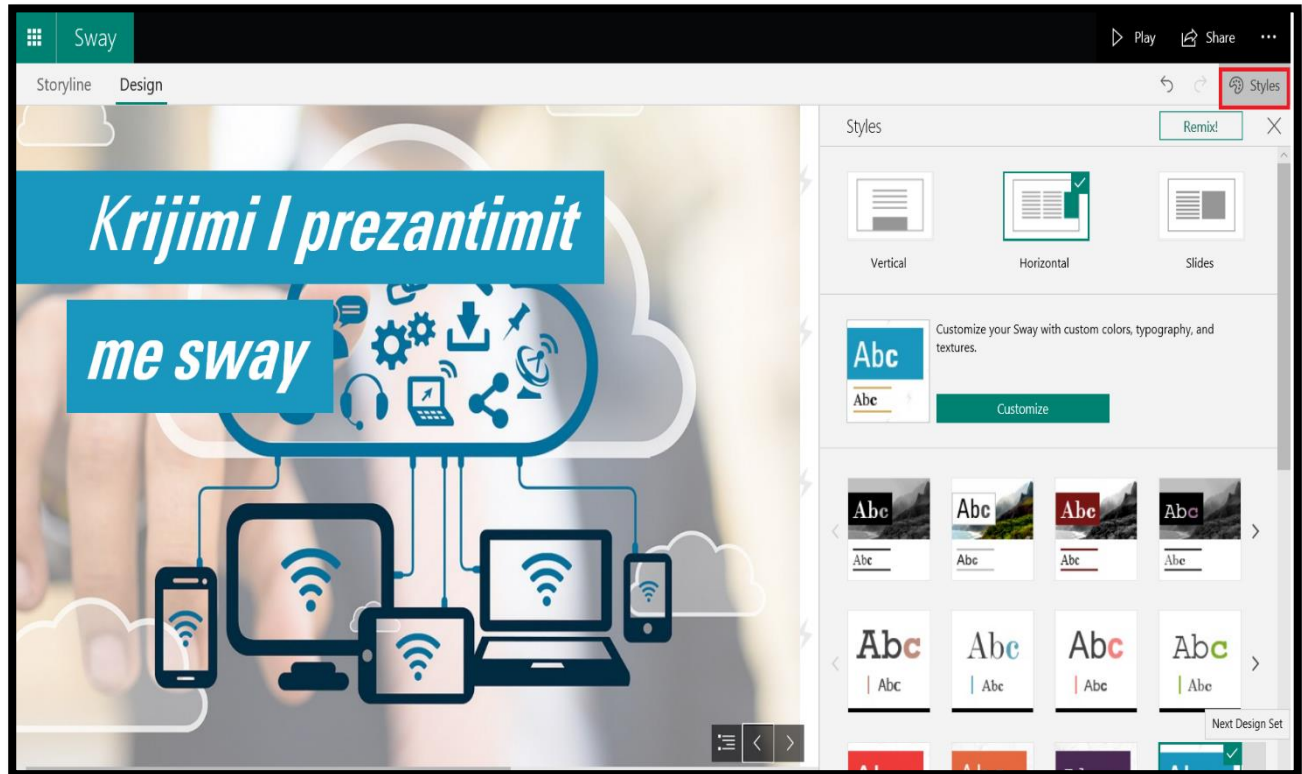 Sway
Play
Share
Storyline
Design
Styles
Krijimi I prezantimit
me sway
Styles
Remix!
Vertical
Horizontal
Slides
Abc
Abc
Customize your Sway with custom colors, typography, and
textures.
Customize
Abc Abc Abc Abc
Abc Abc Abc Abc
Abc Abc Abc Abc
Abc Abc Abc Abc
Next Design Set